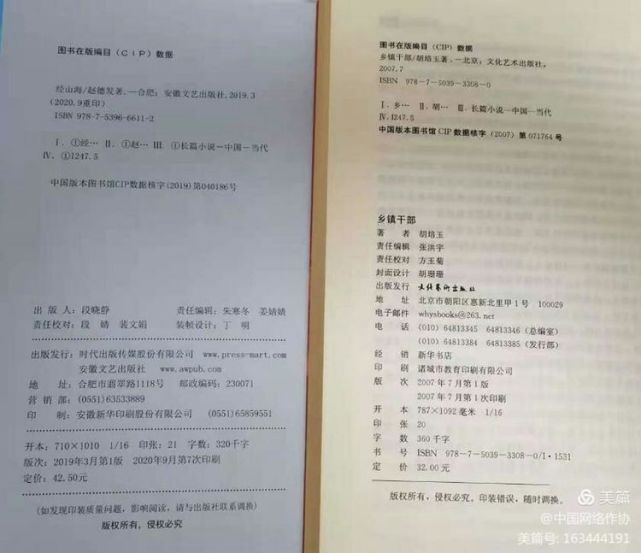 图书在版编目（CIP）数据
经山海/赵德发著.—合肥：安徽文艺出版社，2019.3
（2020.9重印）
ISBN 978-7-5396-6611-2
Ⅰ.①经… Ⅱ.①赵… Ⅲ.①长篇小说－中国－当代
Ⅳ.①I247.5
中国版本图书馆CIP数据核字(2019)第040186号
出版人：段晓静
责任编辑：朱寒冬 姜婧婧
责任校对：段婧 装文娟
装帧设计：丁明
出版发行：时代出版传媒股份有限公司 www.press-mart.com
安徽文艺出版社 www.awpub.com
地址：合肥市翡翠路1118号 邮政编码：230071
营销部：(0551)63533889
印制：安徽新华印刷股份有限公司 (0551)65859551
开本：710×1010 1/16 印张：21 字数：320千字
版次：2019年3月第1版 2020年9月第7次印刷
定价：42.50元
(如发现印装质量问题，影响阅读，请与出版社联系调换)
版权所有，侵权必究
图书在版编目（CIP）数据
乡镇干部/胡培玉著.—北京：文化艺术出版社，
2007.7
ISBN 978-7-5039-3308-0
Ⅰ.乡… Ⅱ.胡… Ⅲ.长篇小说—中国—当代
Ⅳ.I247.5
中国版本图书馆CIP数据核字（2007）第071764号
乡镇干部
著者 胡培玉
责任编辑 张洪宇
责任校对 方玉菊
封面设计 胡珊珊
出版发行 文化艺术出版社
地址 北京市朝阳区惠新北里甲1号 100029
电子邮件 whysbooks@263.net
电话 (010) 64813345 64813346 (总编室)
(010) 64813384 64813385 (发行部)
经销 新华书店
印刷 诸城市教育印刷有限公司
版次 2007年7月第1版
2007年7月第1次印刷
开本 787×1092毫米 1/16
印张 20
字数 360千字
书号 ISBN 978-7-5039-3308-0/I·1531
定价 32.00元
版权所有，侵权必究。印装错误，随时调换。
美篇
@中国网络作协
美篇号: 163444191